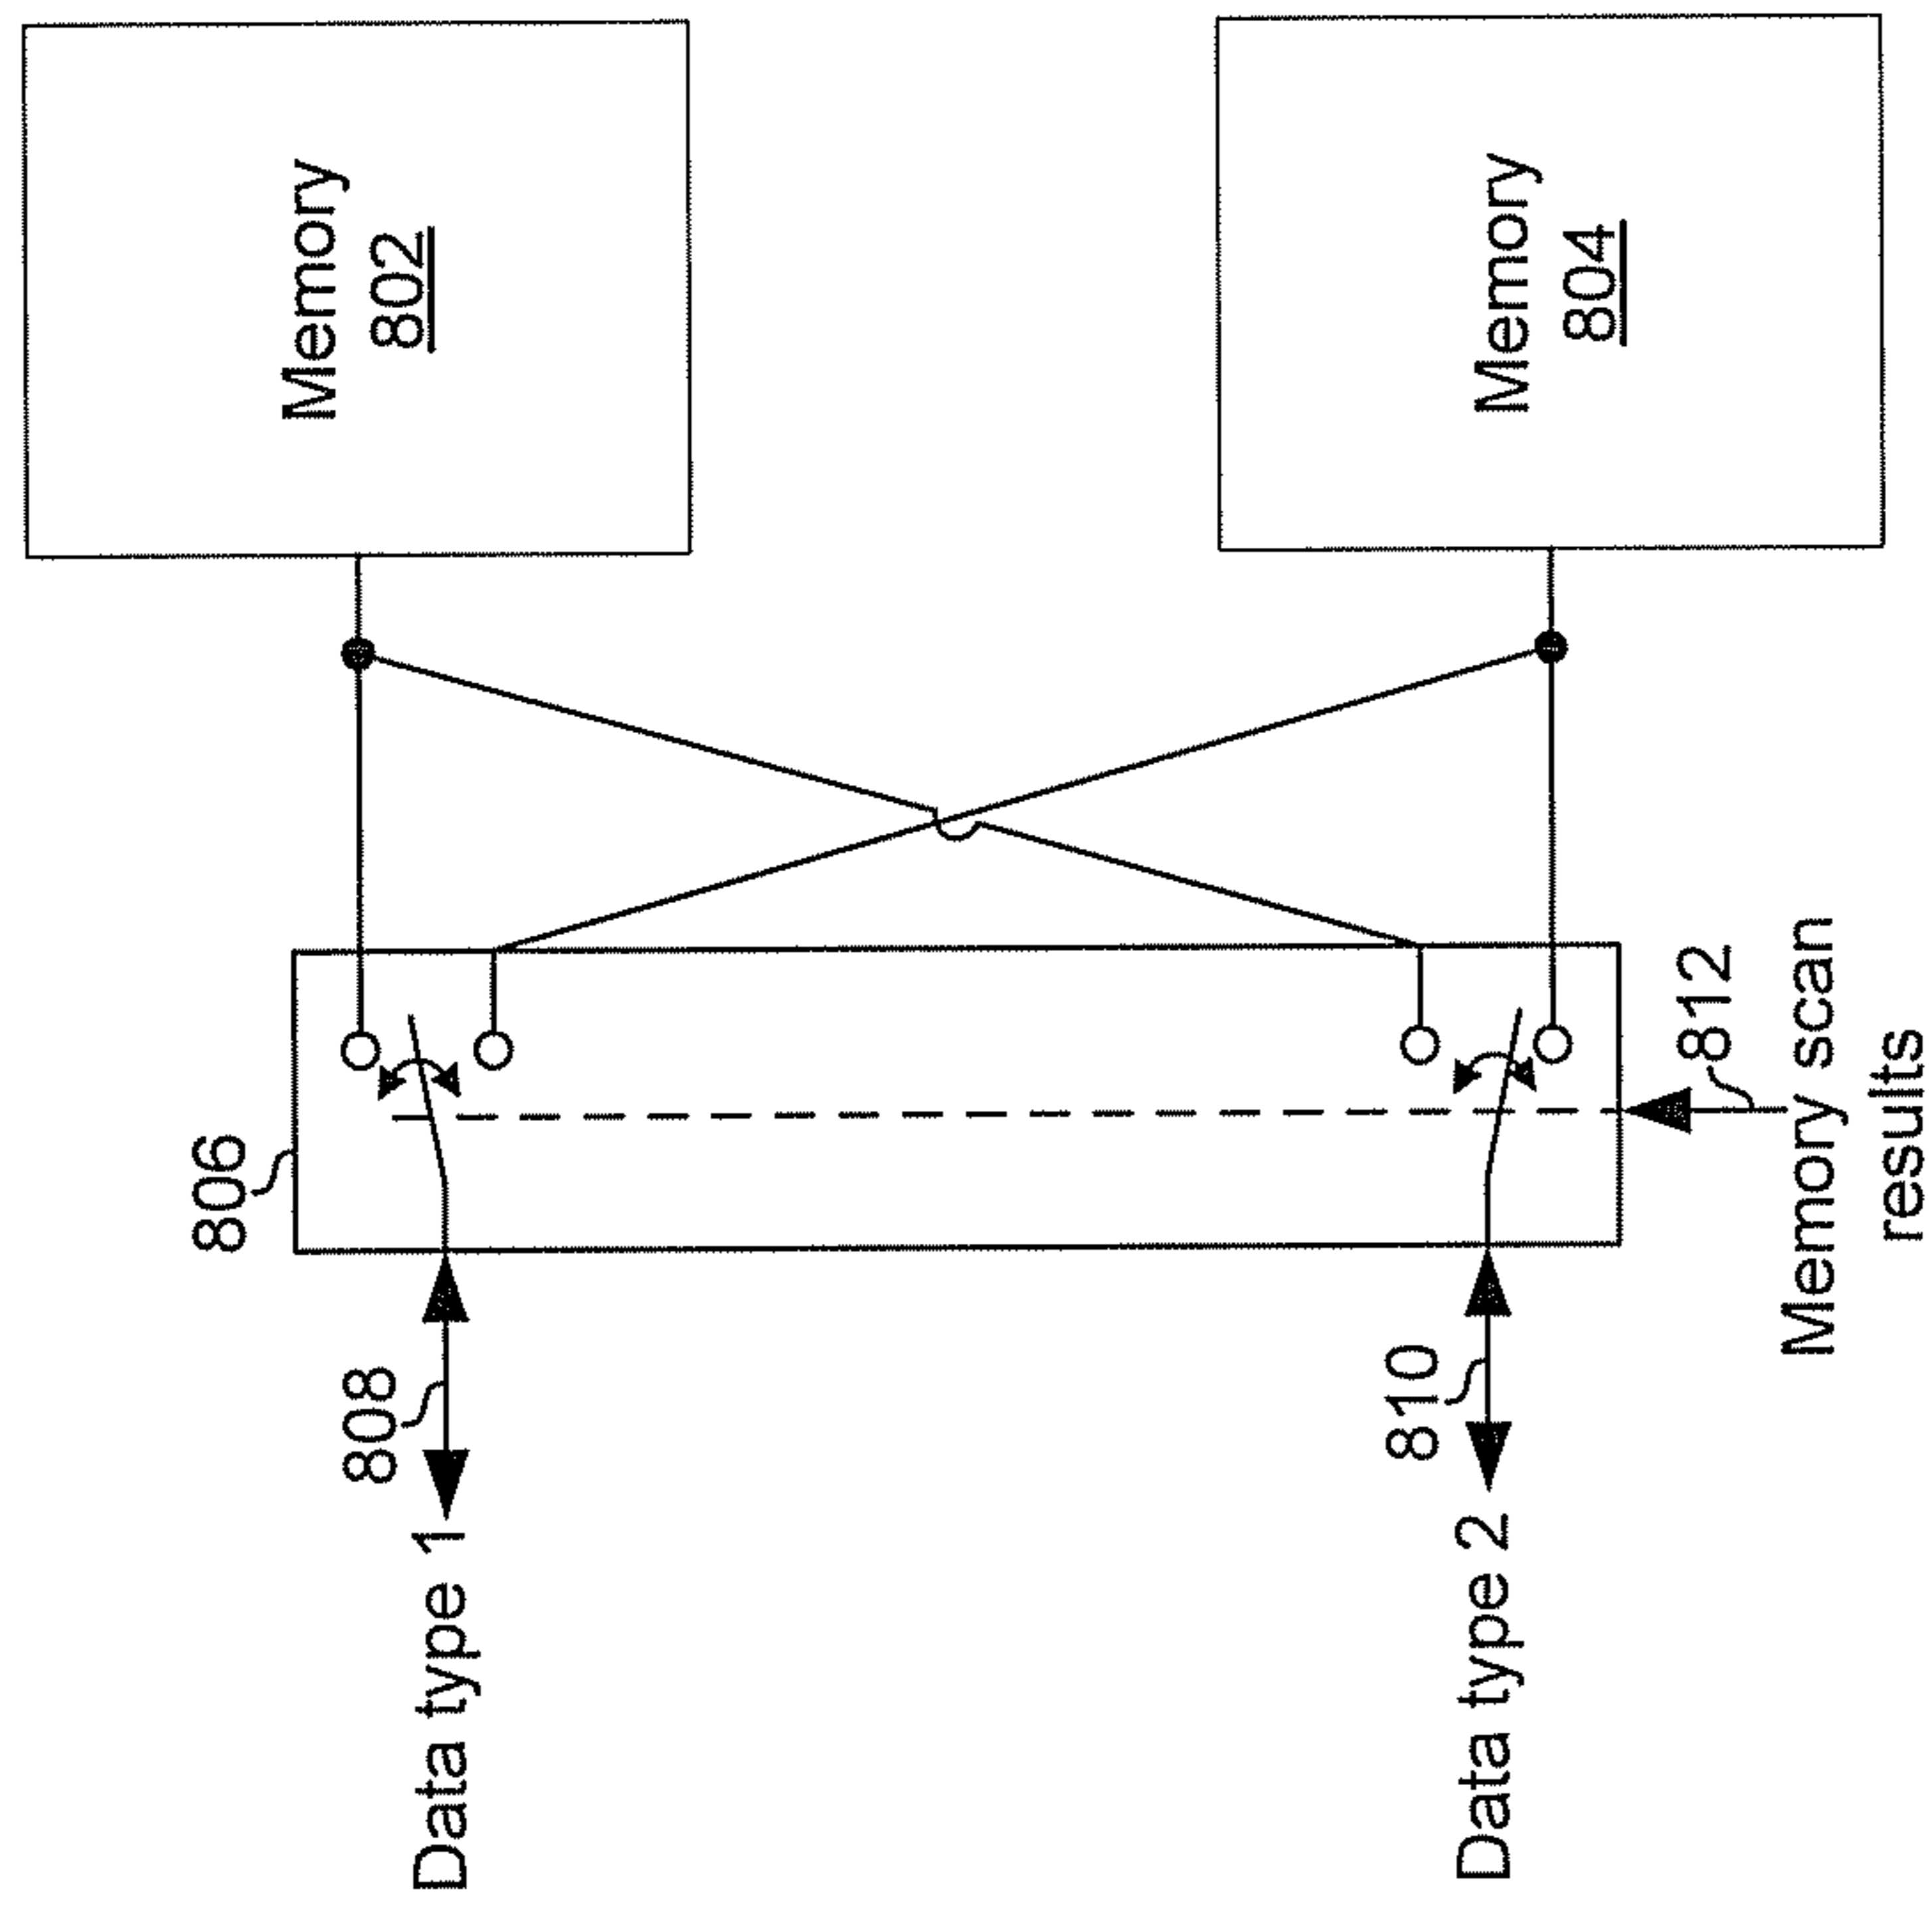 Data type 1
808
806
Memory
802
Data type 2
810
Memory scan
results
812
Memory
804